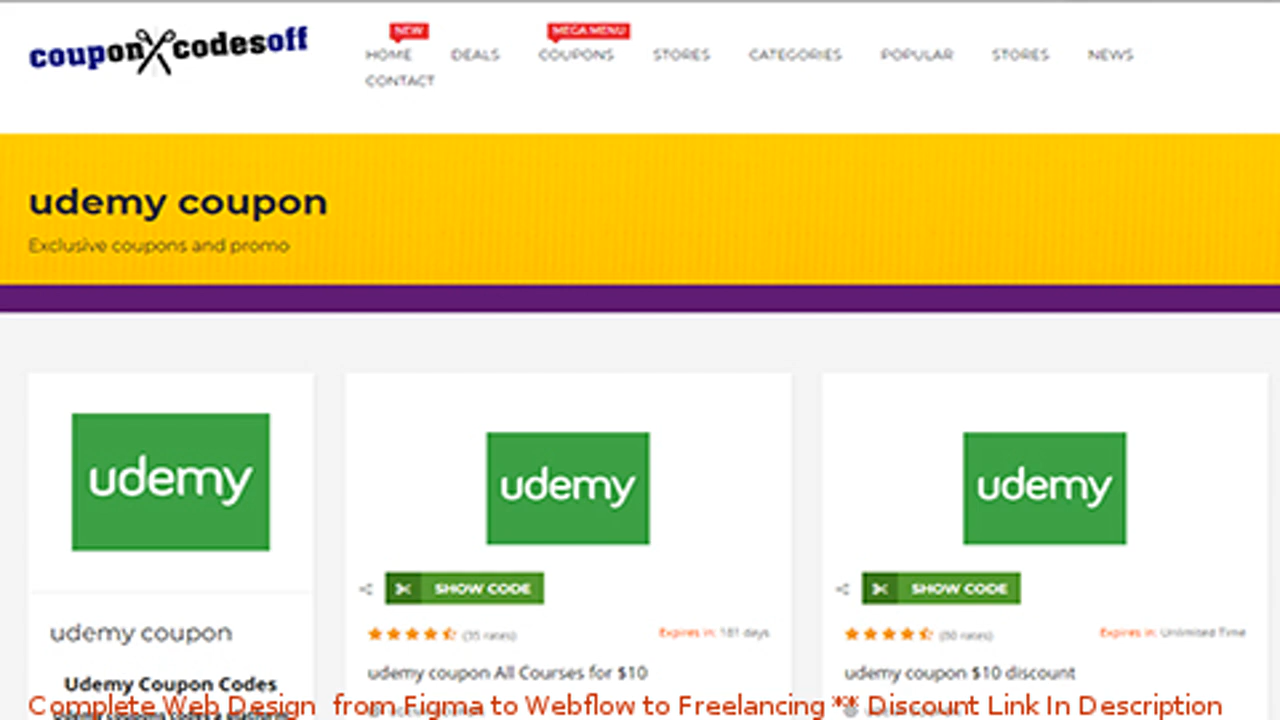 couponXcodesoff
NEW
MEGA MENU
HOME DEALS COUPONS STORES CATEGORIES POPULAR STORES NEWS
CONTACT
udemy coupon
Exclusive coupons and promo
udemy
udemy
udemy
SHOW CODE
SHOW CODE
(35 rates)
Expires in: 181 days
Expires in: Unlimited Time
udemy coupon
udemy coupon All Courses for $10
udemy coupon $10 discount
Udemy Coupon Codes
Complete Web Design from Figma to Webflow to Freelancing ** Discount Link In Description